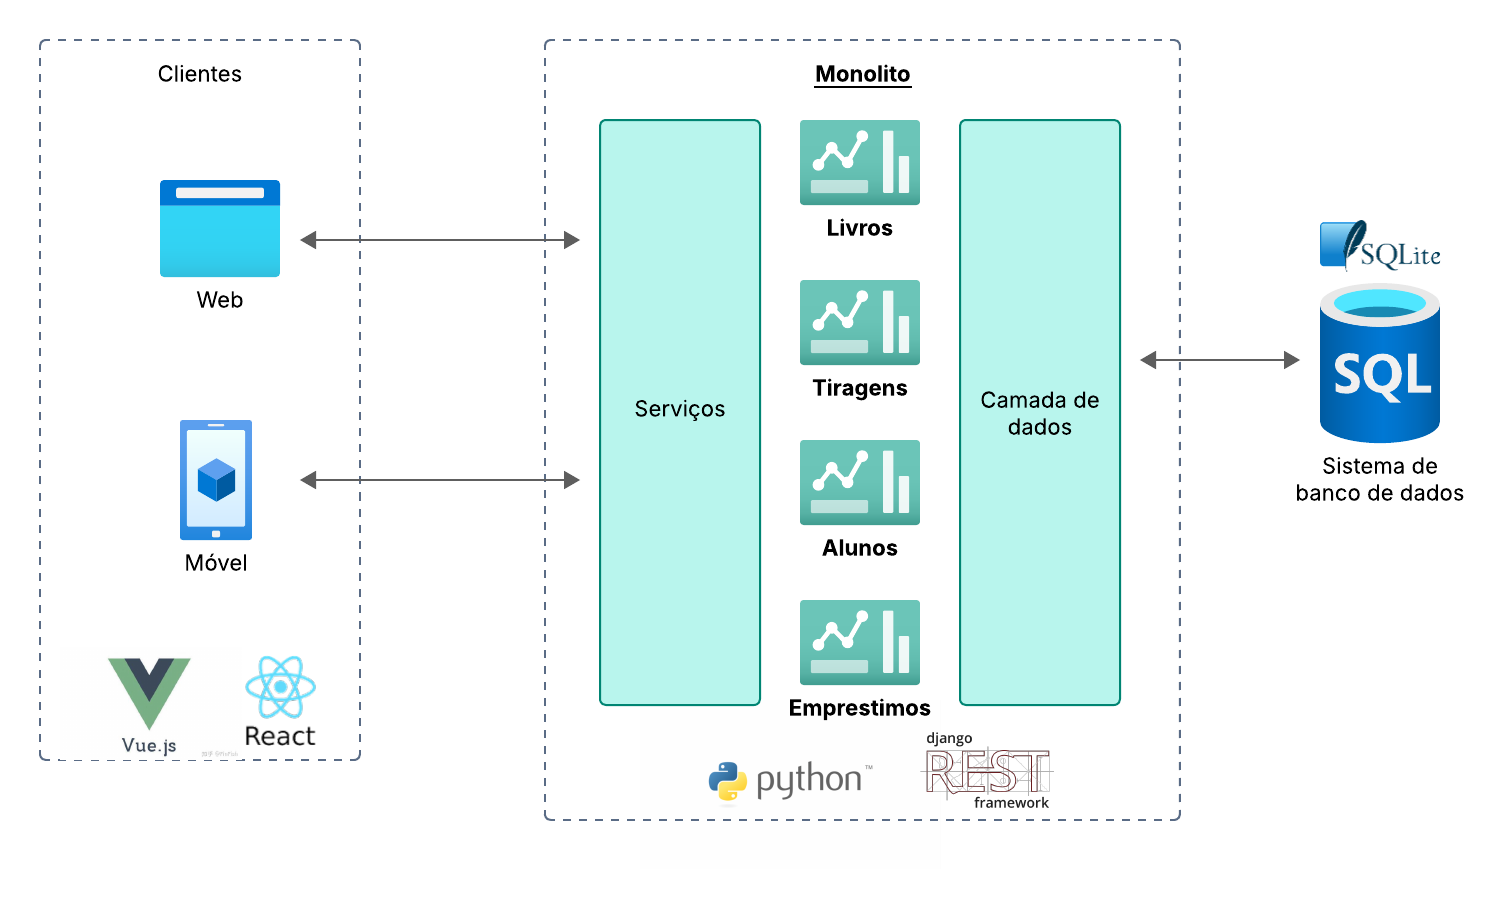 Clientes
Web
Móvel
Vue.js
React
Monolito
Serviços
Livros
Tiragens
Alunos
Emprestimos
Camada de
dados
python™
django
REST
framework
SQLite
SQL
Sistema de
banco de dados